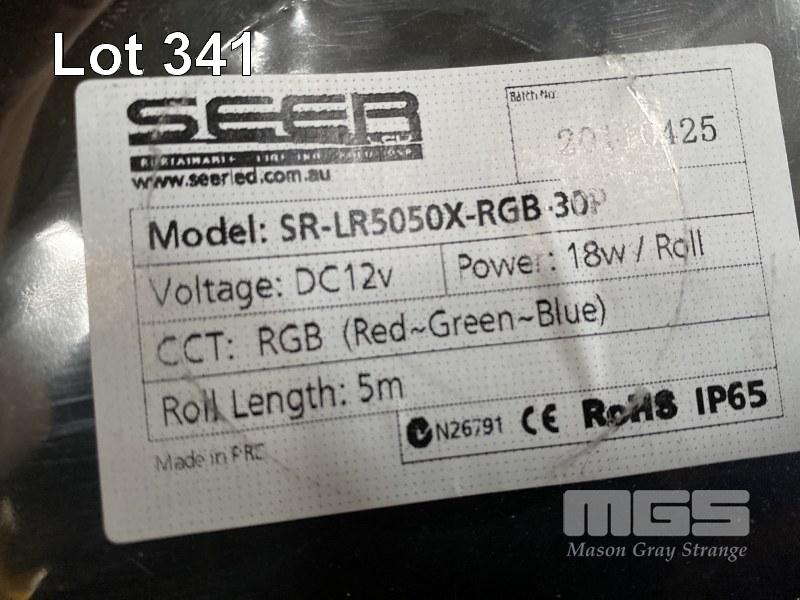 Lot 341
SEER
www.seerled.com.au
Batch No:
Model: SR-LR5050X-RGB-30P
Voltage: DC12v
Power: 18w / Roll
CCT: RGB (Red~Green~Blue)
Roll Length: 5m
N26791 CE RoHS IP65
Made in PRC
MGS
Mason Gray Strange